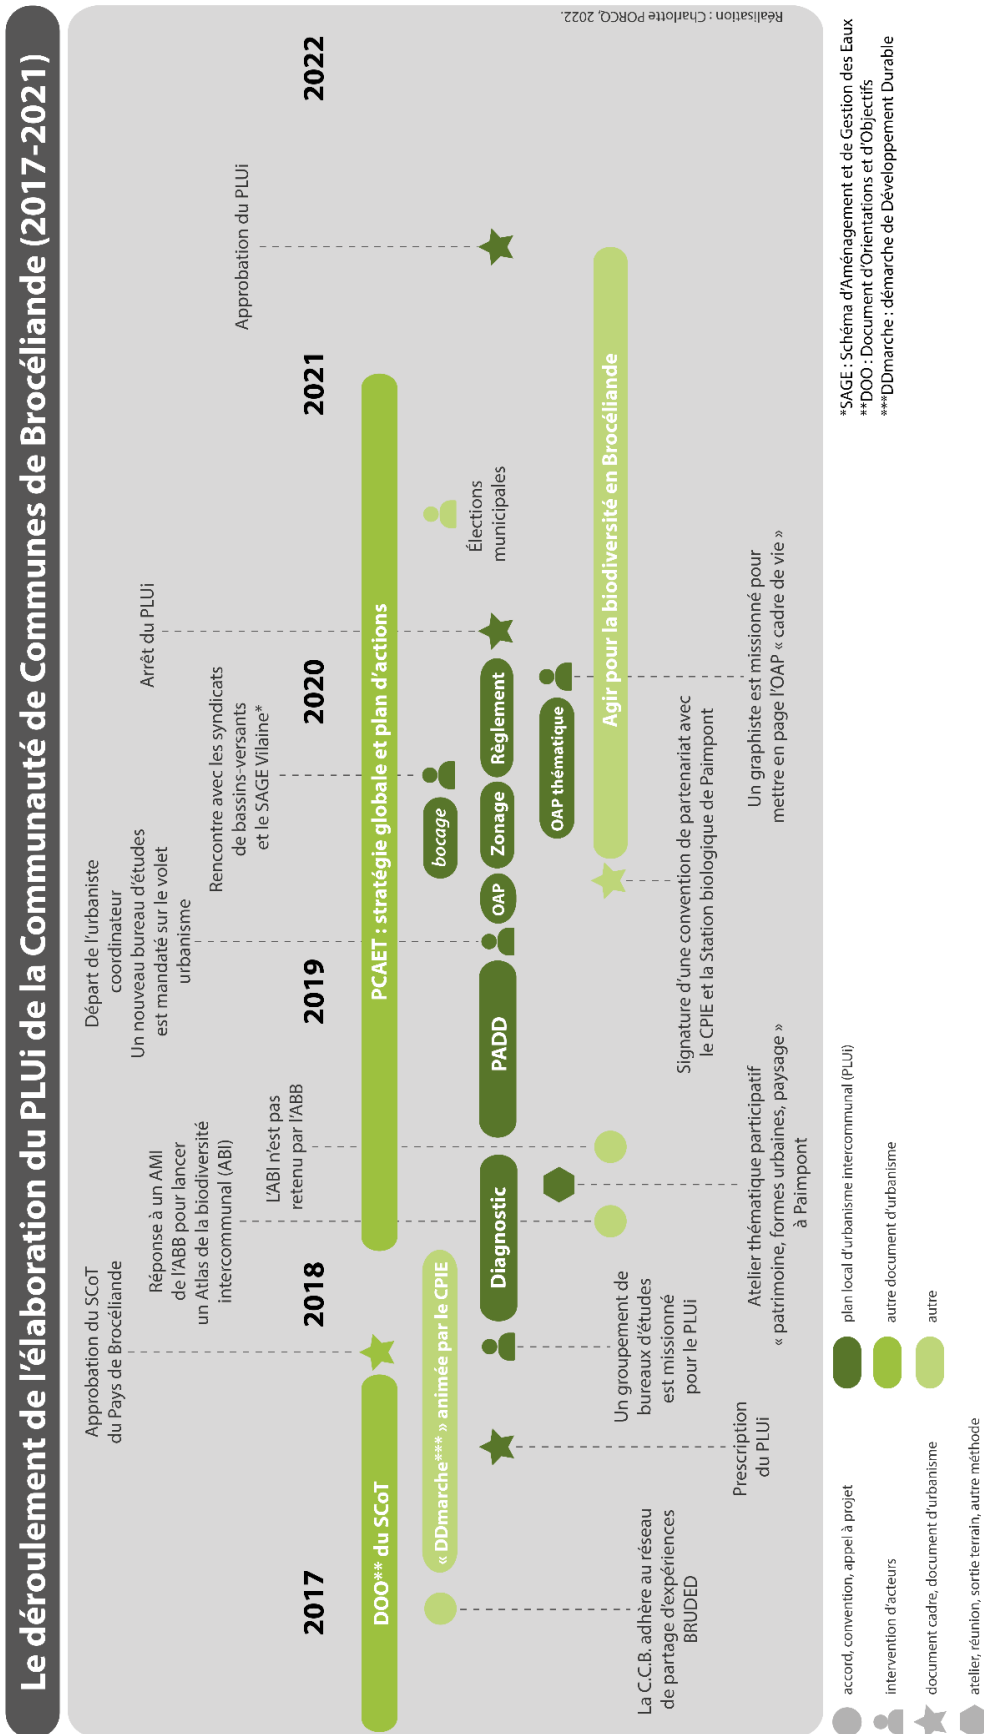 Le déroulement de l'élaboration du PLUi de la Communauté de Communes de Brocéliande (2017-2021)
2017
2018
2019
2020
2021
2022
Approbation du SCoT
du Pays de Brocéliande
Réponse à un AMI
de l'ABB pour lancer
un Atlas de la biodiversité
intercommunal (ABI)
L'ABI n'est pas
retenu par l'ABB
Départ de l'urbaniste
coordinateur
Un nouveau bureau d'études
est mandaté sur le volet
urbanisme
Rencontre avec les syndicats
de bassins-versants
et le SAGE Vilaine*
Arrêt du PLUi
Approbation du PLUi
DOO** du SCoT
PCAET : stratégie globale et plan d'actions
« DDmarche*** » animée par le CPIE
bocage
Élections
municipales
Diagnostic
PADD
OAP
Zonage
Règlement
OAP thématique
Agir pour la biodiversité en Brocéliande
La C.C.B. adhère au réseau
de partage d'expériences
BRUDED
Prescription
du PLUi
Un groupement de
bureaux d'études
est missionné
pour le PLUi
Atelier thématique participatif
« patrimoine, formes urbaines, paysage »
à Paimpont
Signature d'une convention de partenariat avec
le CPIE et la Station biologique de Paimpont
Un graphiste est missionné pour
mettre en page l'OAP « cadre de vie »
Réalisation : Charlotte PORCQ, 2022.
accord, convention, appel à projet
intervention d'acteurs
document cadre, document d'urbanisme
atelier, réunion, sortie terrain, autre méthode
plan local d'urbanisme intercommunal (PLUi)
autre document d'urbanisme
autre
*SAGE : Schéma d'Aménagement et de Gestion des Eaux
**DOO : Document d'Orientations et d'Objectifs
***DDmarche : démarche de Développement Durable